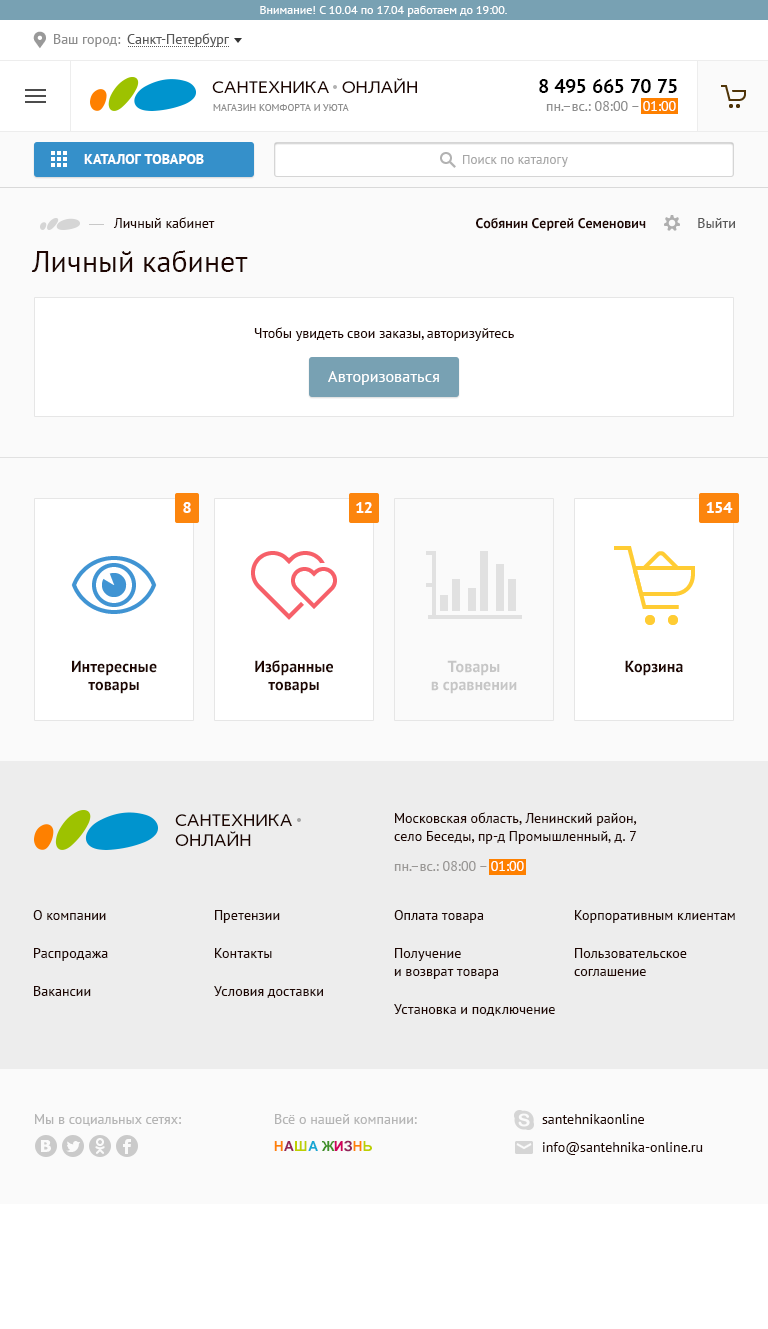 Внимание! С 10.04 по 17.04 работаем до 19:00.
Ваш город: Санкт-Петербург
САНТЕХНИКА • ОНЛАЙН
МАГАЗИН КОМФОРТА И УЮТА
8 495 665 70 75
пн.–вс.: 08:00 – 01:00
КАТАЛОГ ТОВАРОВ
Поиск по каталогу
— Личный кабинет
Собянин Сергей Семенович
Выйти
Личный кабинет
Чтобы увидеть свои заказы, авторизуйтесь
Авторизоваться
8
Интересные
товары
12
Избранные
товары
Товары
в сравнении
154
Корзина
САНТЕХНИКА •
ОНЛАЙН
Московская область, Ленинский район,
село Беседы, пр-д Промышленный, д. 7
пн.–вс.: 08:00 – 01:00
О компании
Распродажа
Вакансии
Претензии
Контакты
Условия доставки
Оплата товара
Получение
и возврат товара
Установка и подключение
Корпоративным клиентам
Пользовательское
соглашение
Мы в социальных сетях:
Всё о нашей компании:
НАША ЖИЗНЬ
santehnikaonline
info@santehnika-online.ru